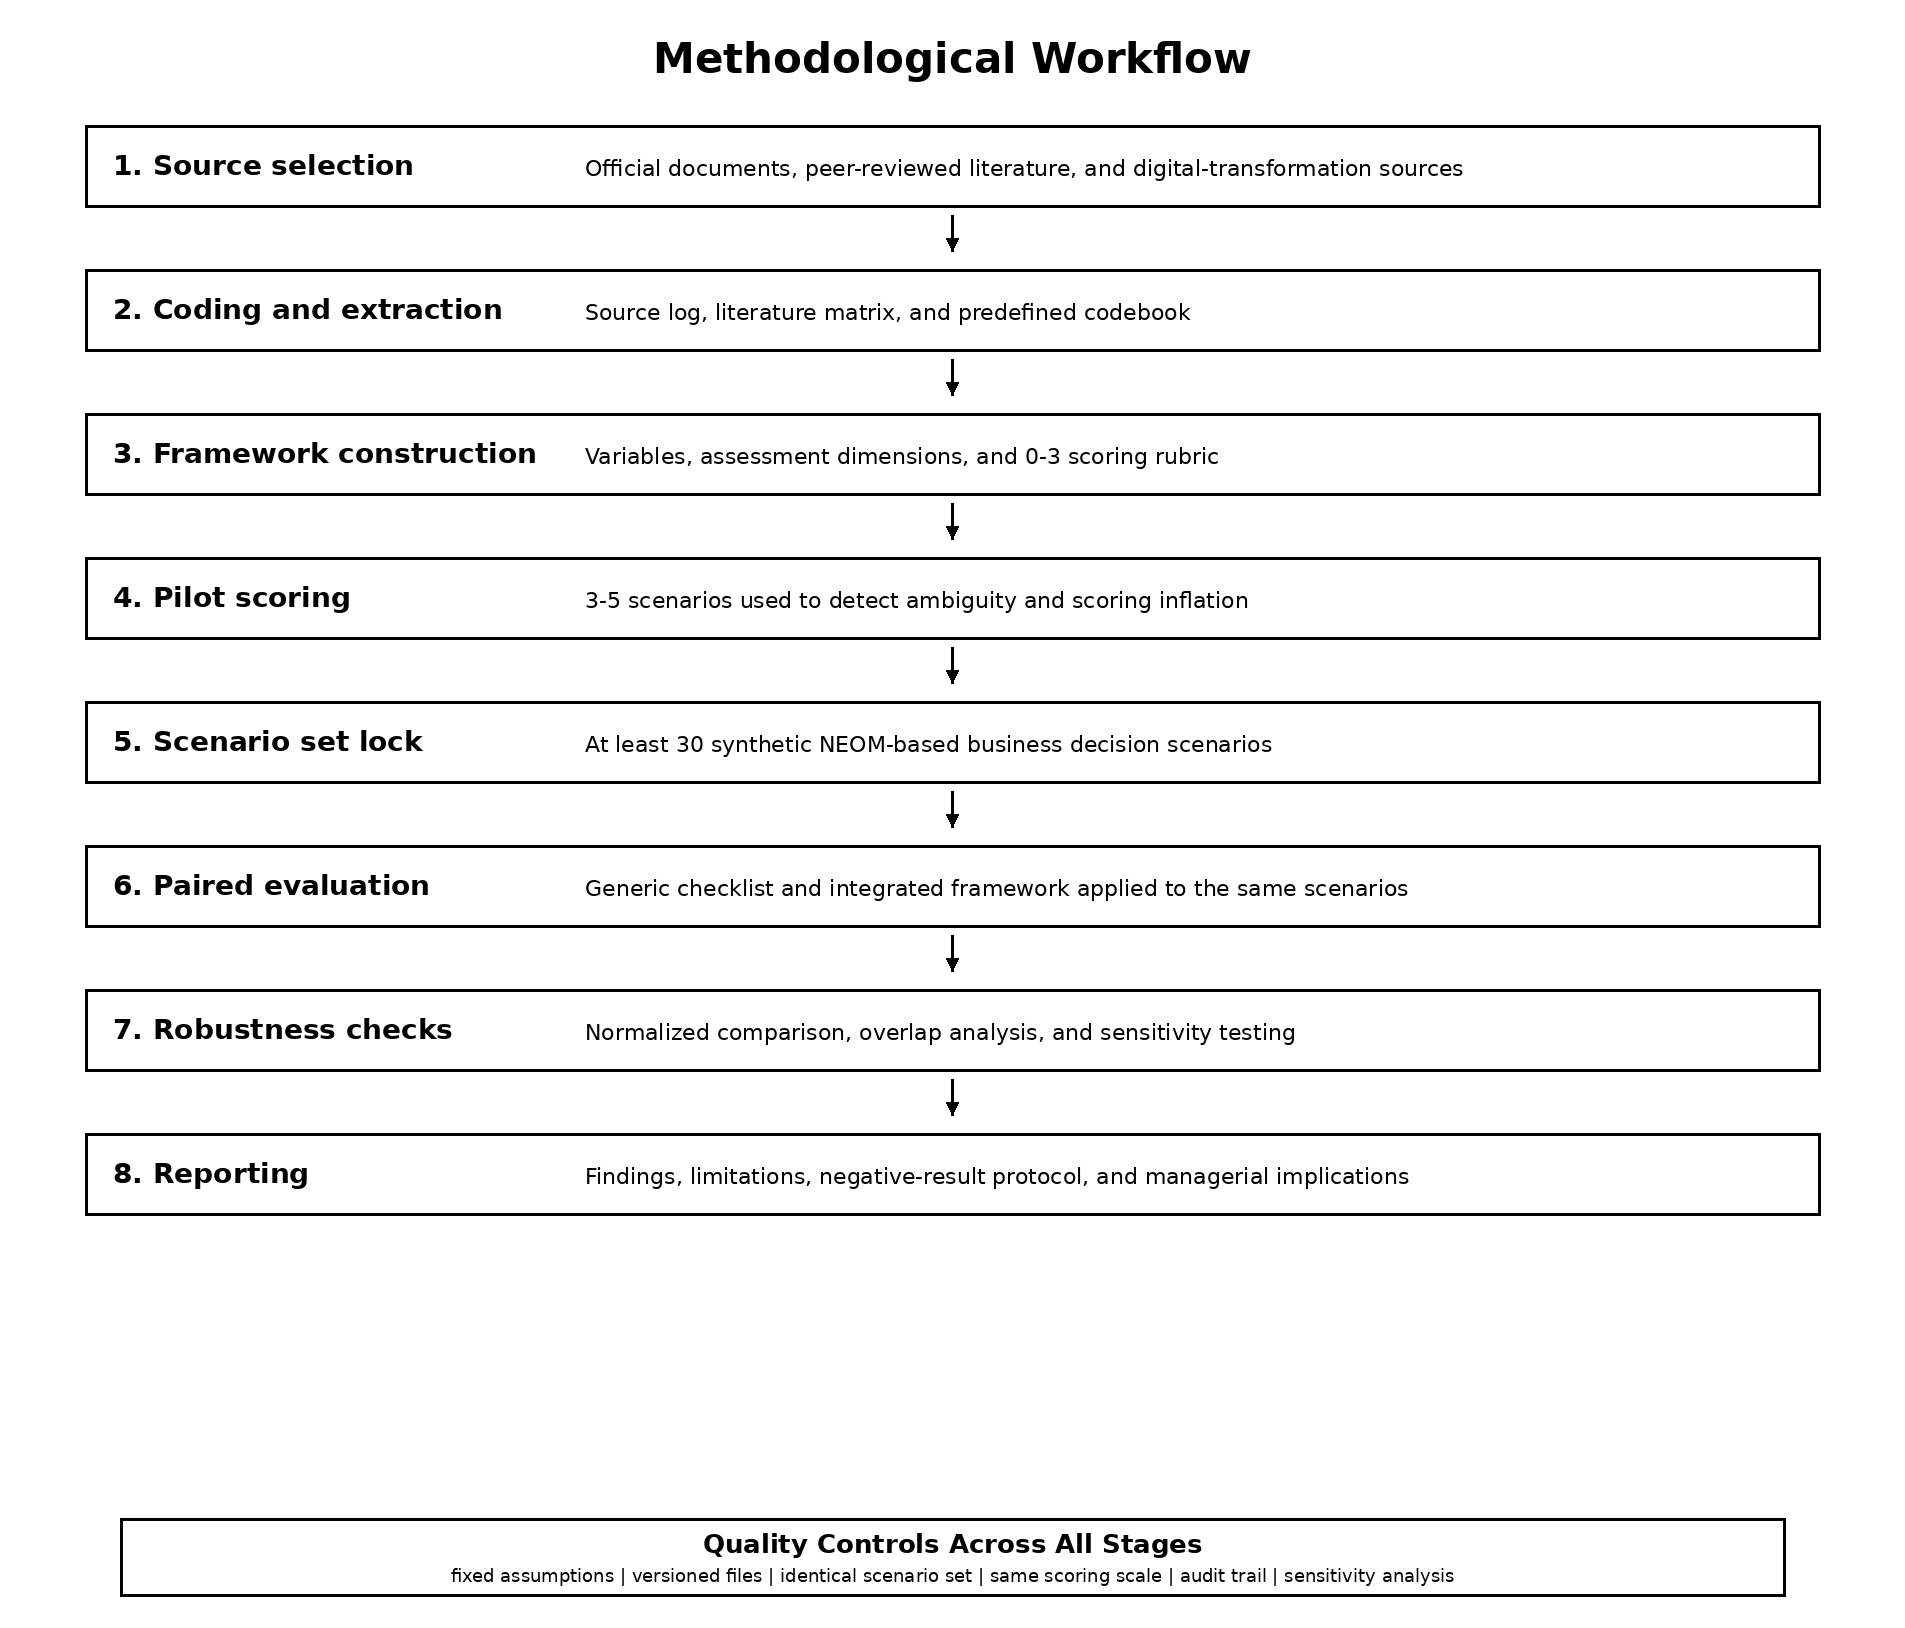 Methodological Workflow
1. Source selection Official documents, peer-reviewed literature, and digital-transformation sources
2. Coding and extraction Source log, literature matrix, and predefined codebook
3. Framework construction Variables, assessment dimensions, and 0-3 scoring rubric
4. Pilot scoring 3-5 scenarios used to detect ambiguity and scoring inflation
5. Scenario set lock At least 30 synthetic NEOM-based business decision scenarios
6. Paired evaluation Generic checklist and integrated framework applied to the same scenarios
7. Robustness checks Normalized comparison, overlap analysis, and sensitivity testing
8. Reporting Findings, limitations, negative-result protocol, and managerial implications
Quality Controls Across All Stages
fixed assumptions | versioned files | identical scenario set | same scoring scale | audit trail | sensitivity analysis